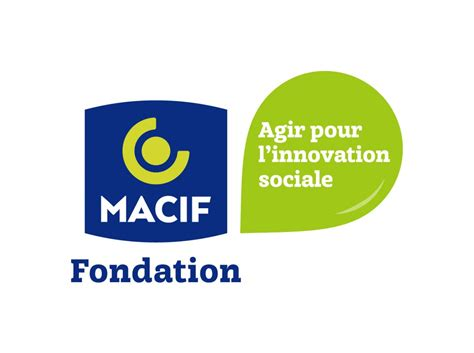 MACIF
Fondation
Agir pour
l'innovation
sociale